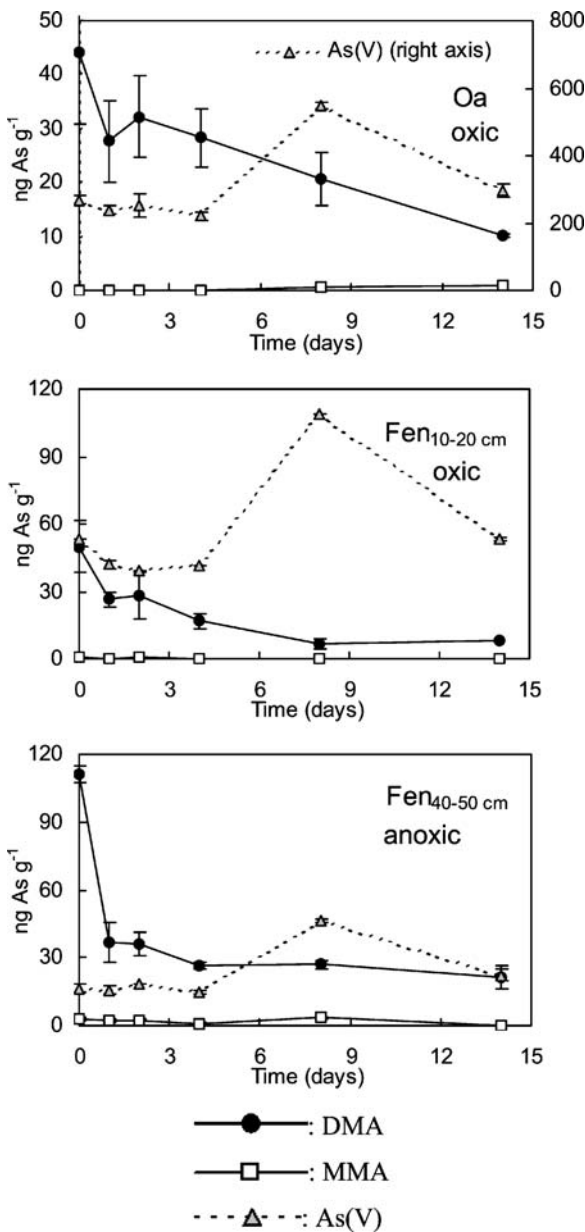 50
40
30
20
10
0
ng As g-1
800
600
400
200
0
As(V) (right axis)
Oa
oxic
0 3 6 9 12 15
Time (days)
120
90
60
30
0
ng As g-1
Fen10-20 cm
oxic
0 3 6 9 12 15
Time (days)
120
90
60
30
0
ng As g-1
Fen40-50 cm
anoxic
0 3 6 9 12 15
Time (days)
: DMA
: MMA
: As(V)